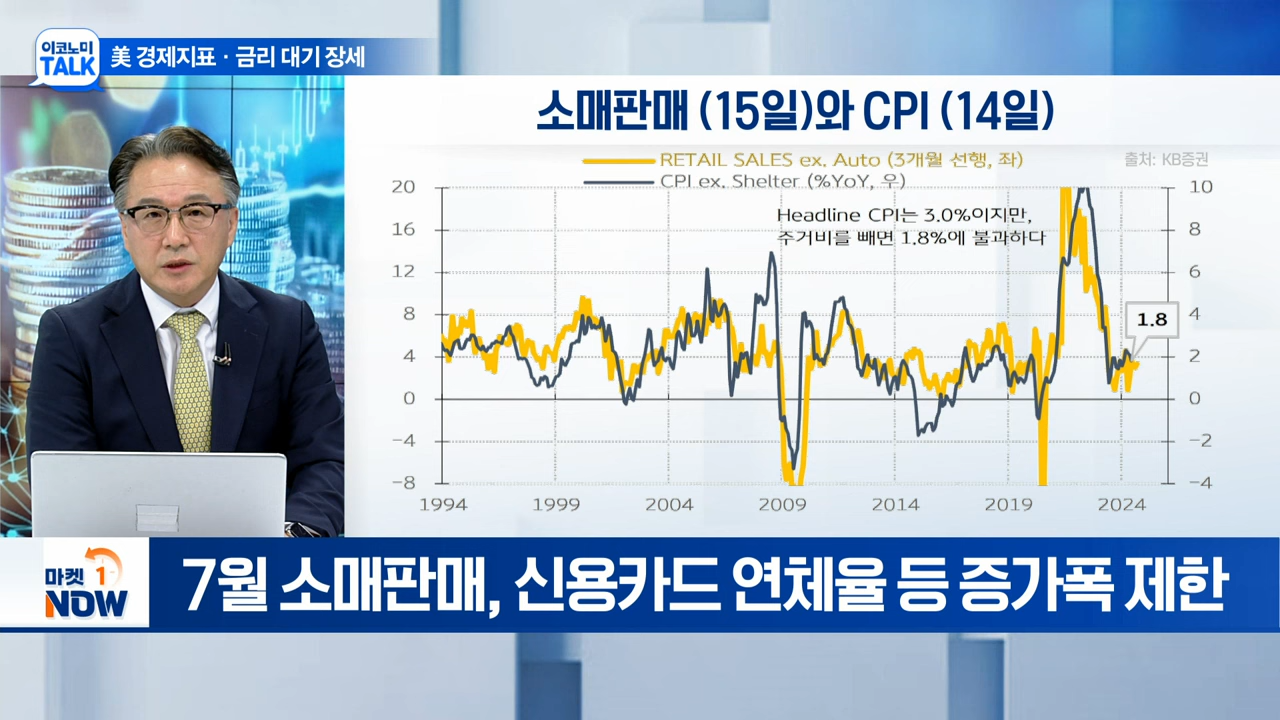 이코노미
TALK
美 경제지표 · 금리 대기 장세
소매판매 (15일)와 CPI (14일)
RETAIL SALES ex. Auto (3개월 선행, 좌)
출처: KB증권
CPI ex. Shelter (%YoY, 우)
20
10
Headline CPI는 3.0%이지만,
주거비를 빼면 1.8%에 불과하다
16
8
12
6
8
4
1.8
4
2
0
0
-4
-2
-8
-4
1994
1999
2004
2009
2014
2019
2024
마켓 1
NOW
7월 소매판매, 신용카드 연체율 등 증가폭 제한